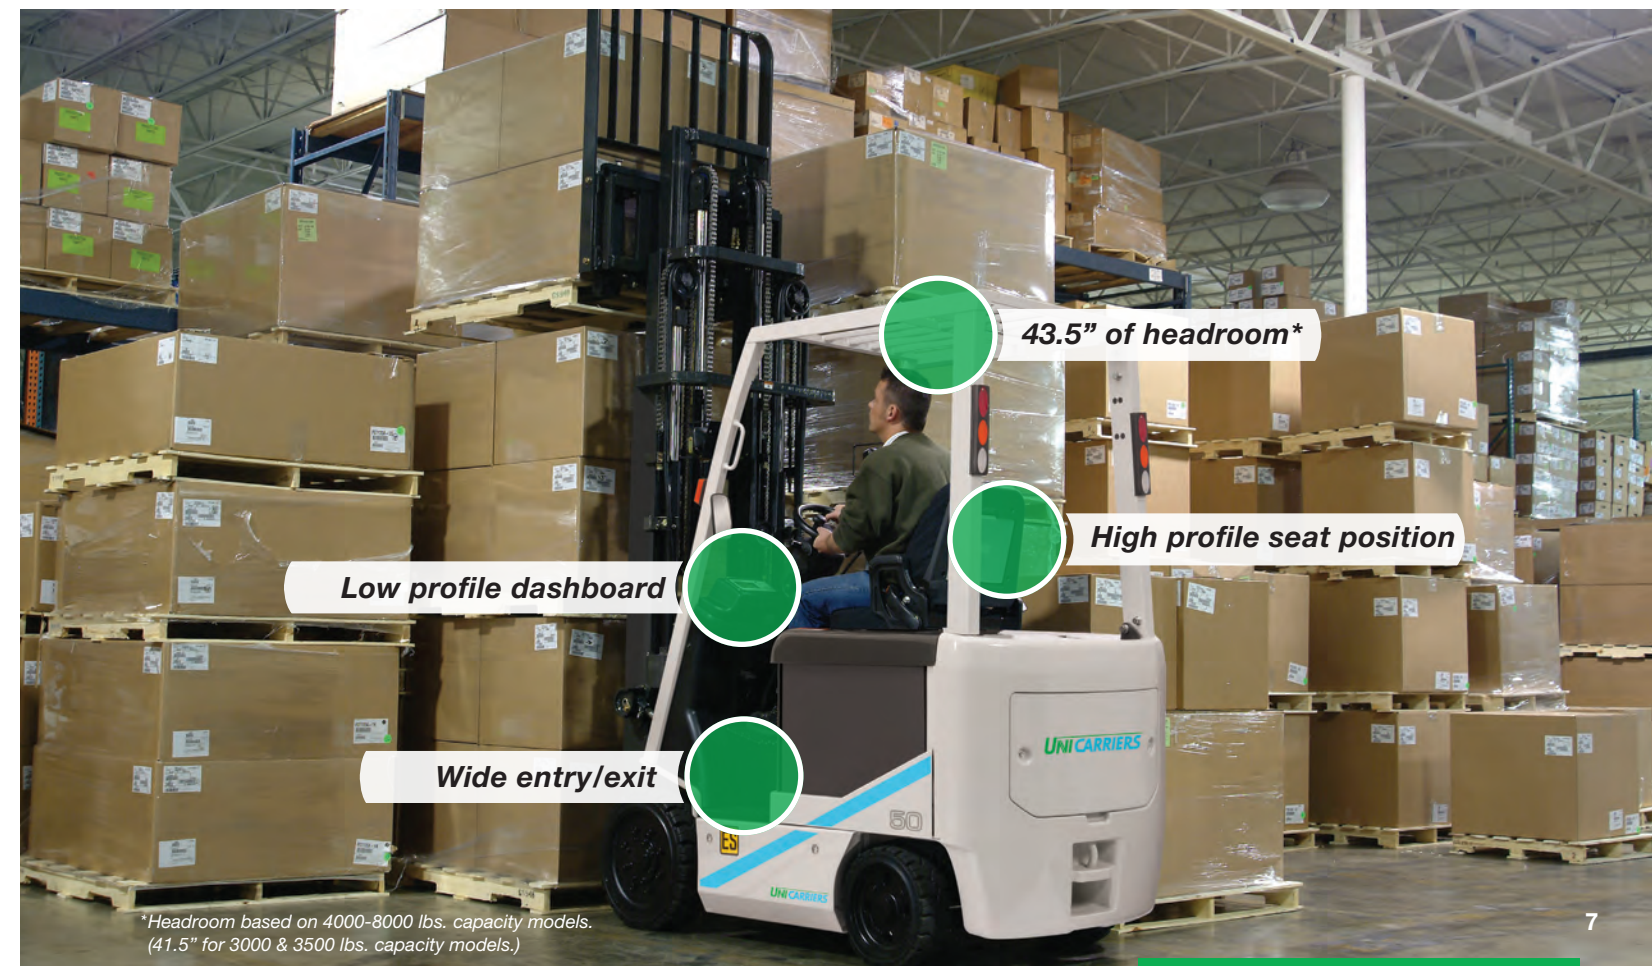 43.5” of headroom*
High profile seat position
Low profile dashboard
Wide entry/exit
UNICARRIERS
50
ES
UNICARRIERS
*Headroom based on 4000-8000 lbs. capacity models.
(41.5” for 3000 & 3500 lbs. capacity models.)
7